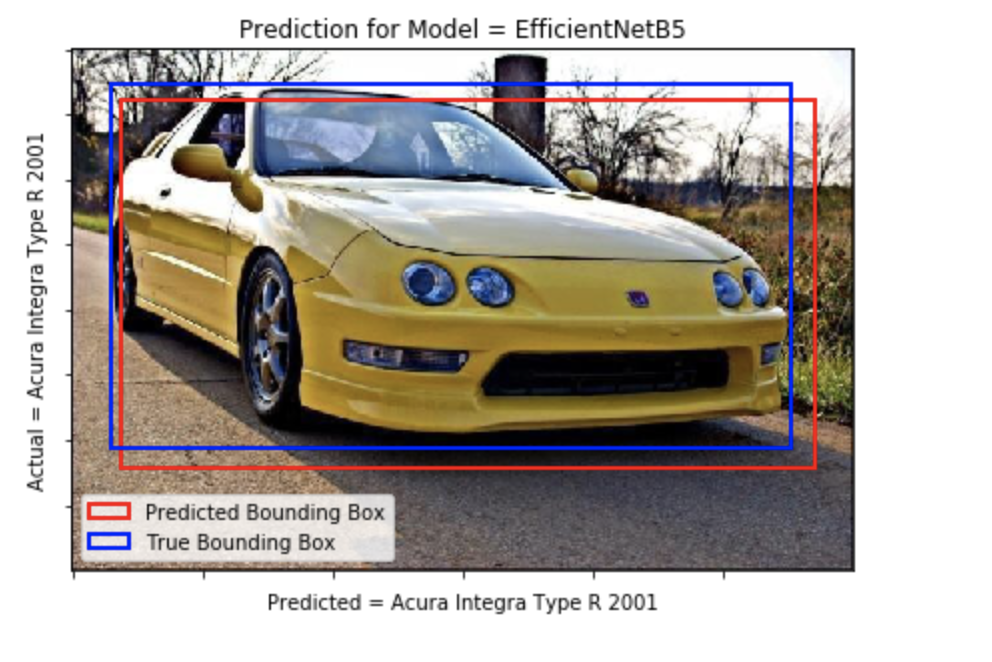 Prediction for Model = EfficientNetB5
Actual = Acura Integra Type R 2001
Predicted Bounding Box
True Bounding Box
Predicted = Acura Integra Type R 2001